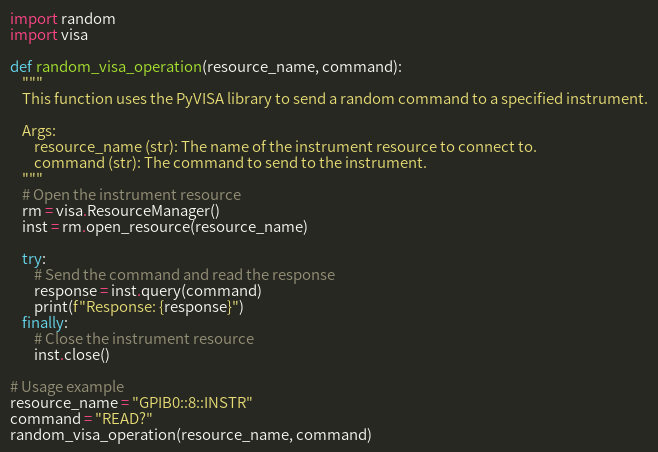 import random
import visa

def random_visa_operation(resource_name, command):
    """
    This function uses the PyVISA library to send a random command to a specified instrument.

    Args:
        resource_name (str): The name of the instrument resource to connect to.
        command (str): The command to send to the instrument.
    """
    # Open the instrument resource
    rm = visa.ResourceManager()
    inst = rm.open_resource(resource_name)

    try:
        # Send the command and read the response
        response = inst.query(command)
        print(f"Response: {response}")
    finally:
        # Close the instrument resource
        inst.close()

# Usage example
resource_name = "GPIB0::8::INSTR"
command = "READ?"
random_visa_operation(resource_name, command)